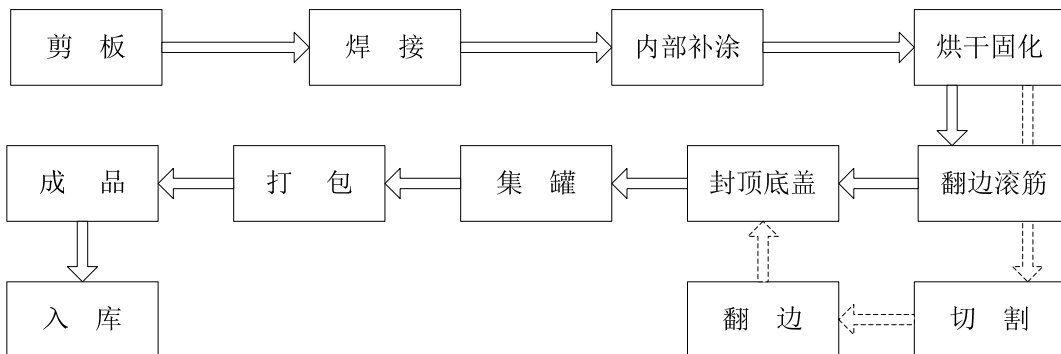 剪 板
焊 接
内部补涂
烘干固化
成 品
打 包
集 罐
封顶底盖
翻边滚筋
入 库
翻 边
切 割